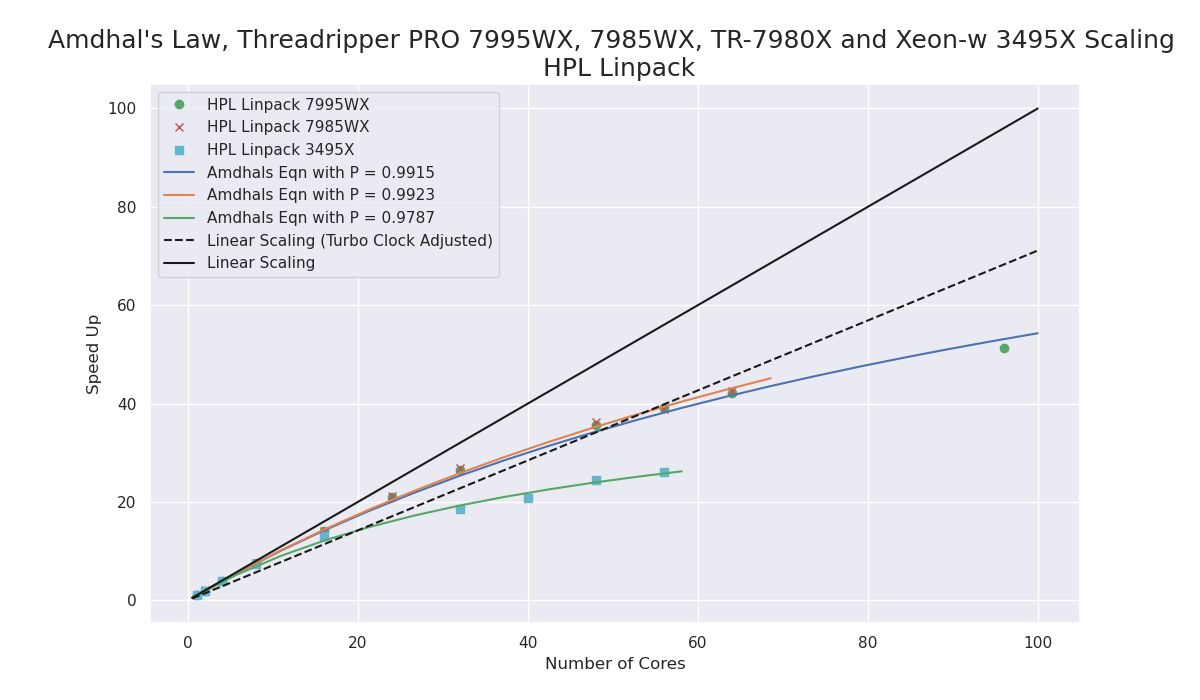 Amdhal's Law, Threadripper PRO 7995WX, 7985WX, TR-7980X and Xeon-w 3495X Scaling
HPL Linpack
HPL Linpack 7995WX
HPL Linpack 7985WX
HPL Linpack 3495X
Amdhals Eqn with P = 0.9915
Amdhals Eqn with P = 0.9923
Amdhals Eqn with P = 0.9787
Linear Scaling (Turbo Clock Adjusted)
Linear Scaling
100
80
60
40
20
0
Speed Up
0 20 40 60 80 100
Number of Cores